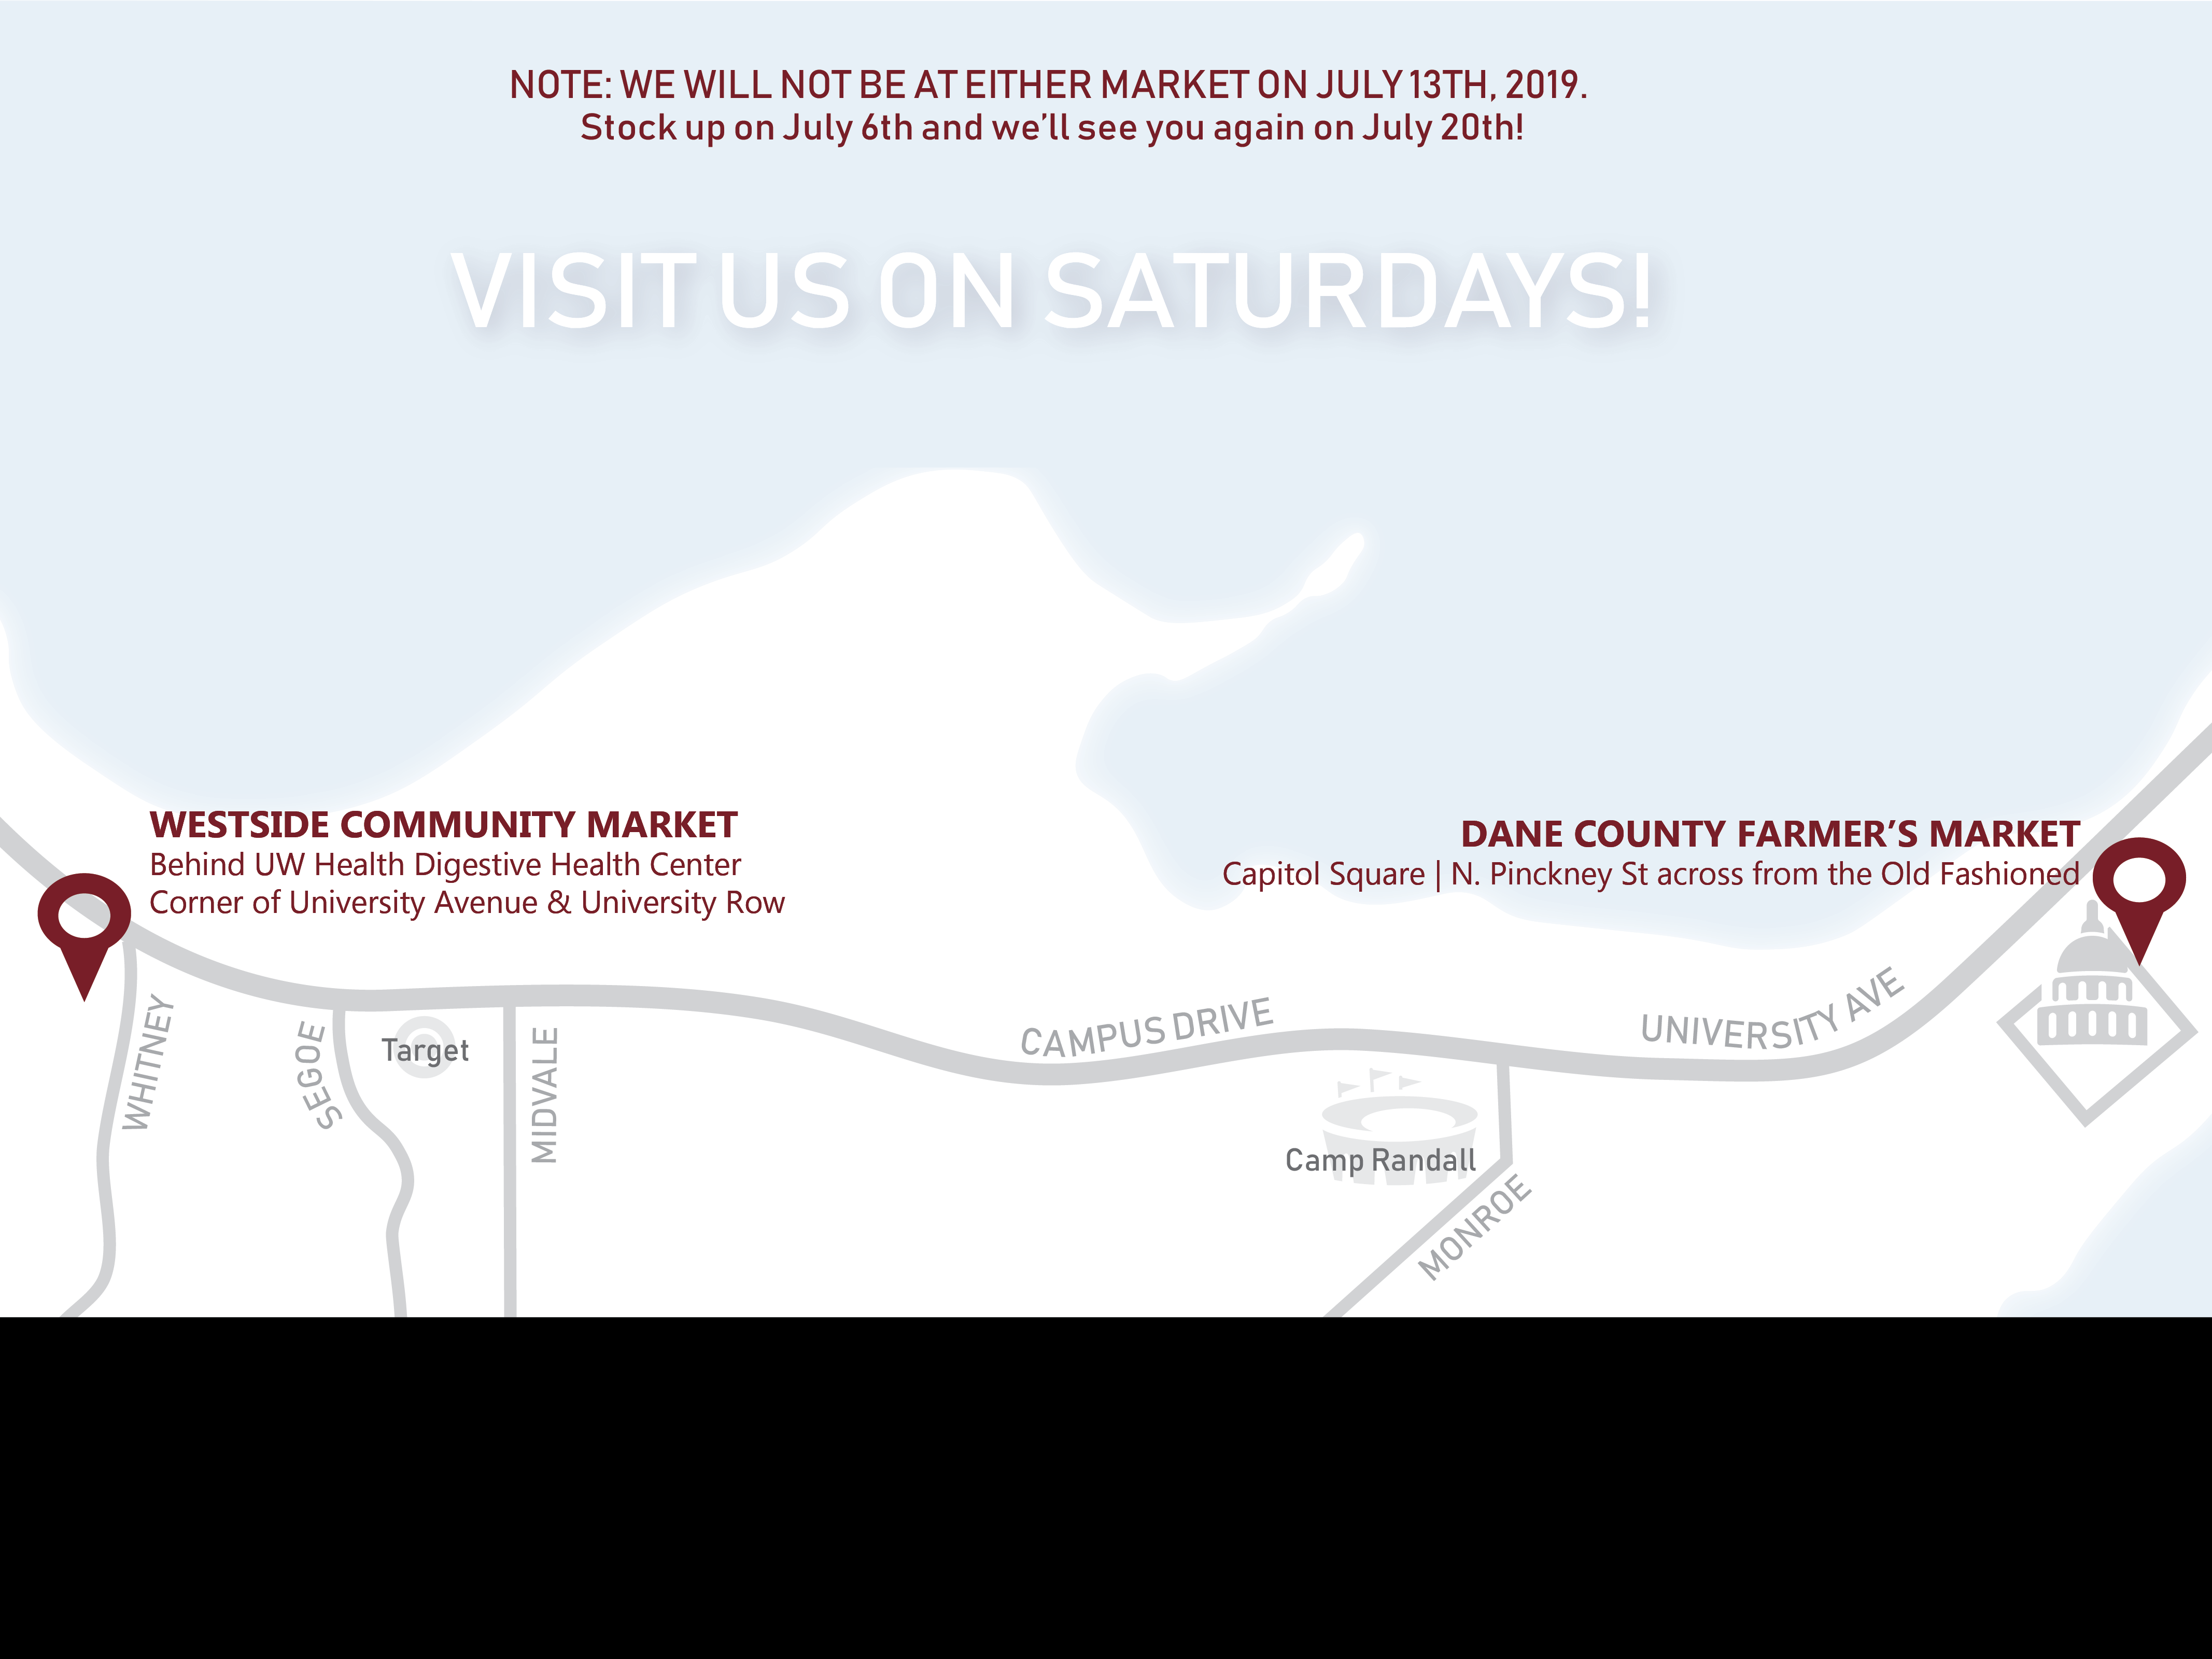 NOTE: WE WILL NOT BE AT EITHER MARKET ON JULY 13TH, 2019.
Stock up on July 6th and we'll see you again on July 20th!
VISIT US ON SATURDAYS!
WESTSIDE COMMUNITY MARKET
Behind UW Health Digestive Health Center
Corner of University Avenue & University Row
DANE COUNTY FARMER'S MARKET
Capitol Square | N. Pinckney St across from the Old Fashioned
WHITNEY
SEGOE
Target
MIDVALE
CAMPUS DRIVE
UNIVERSITY AVE
Camp Randall
MONROE